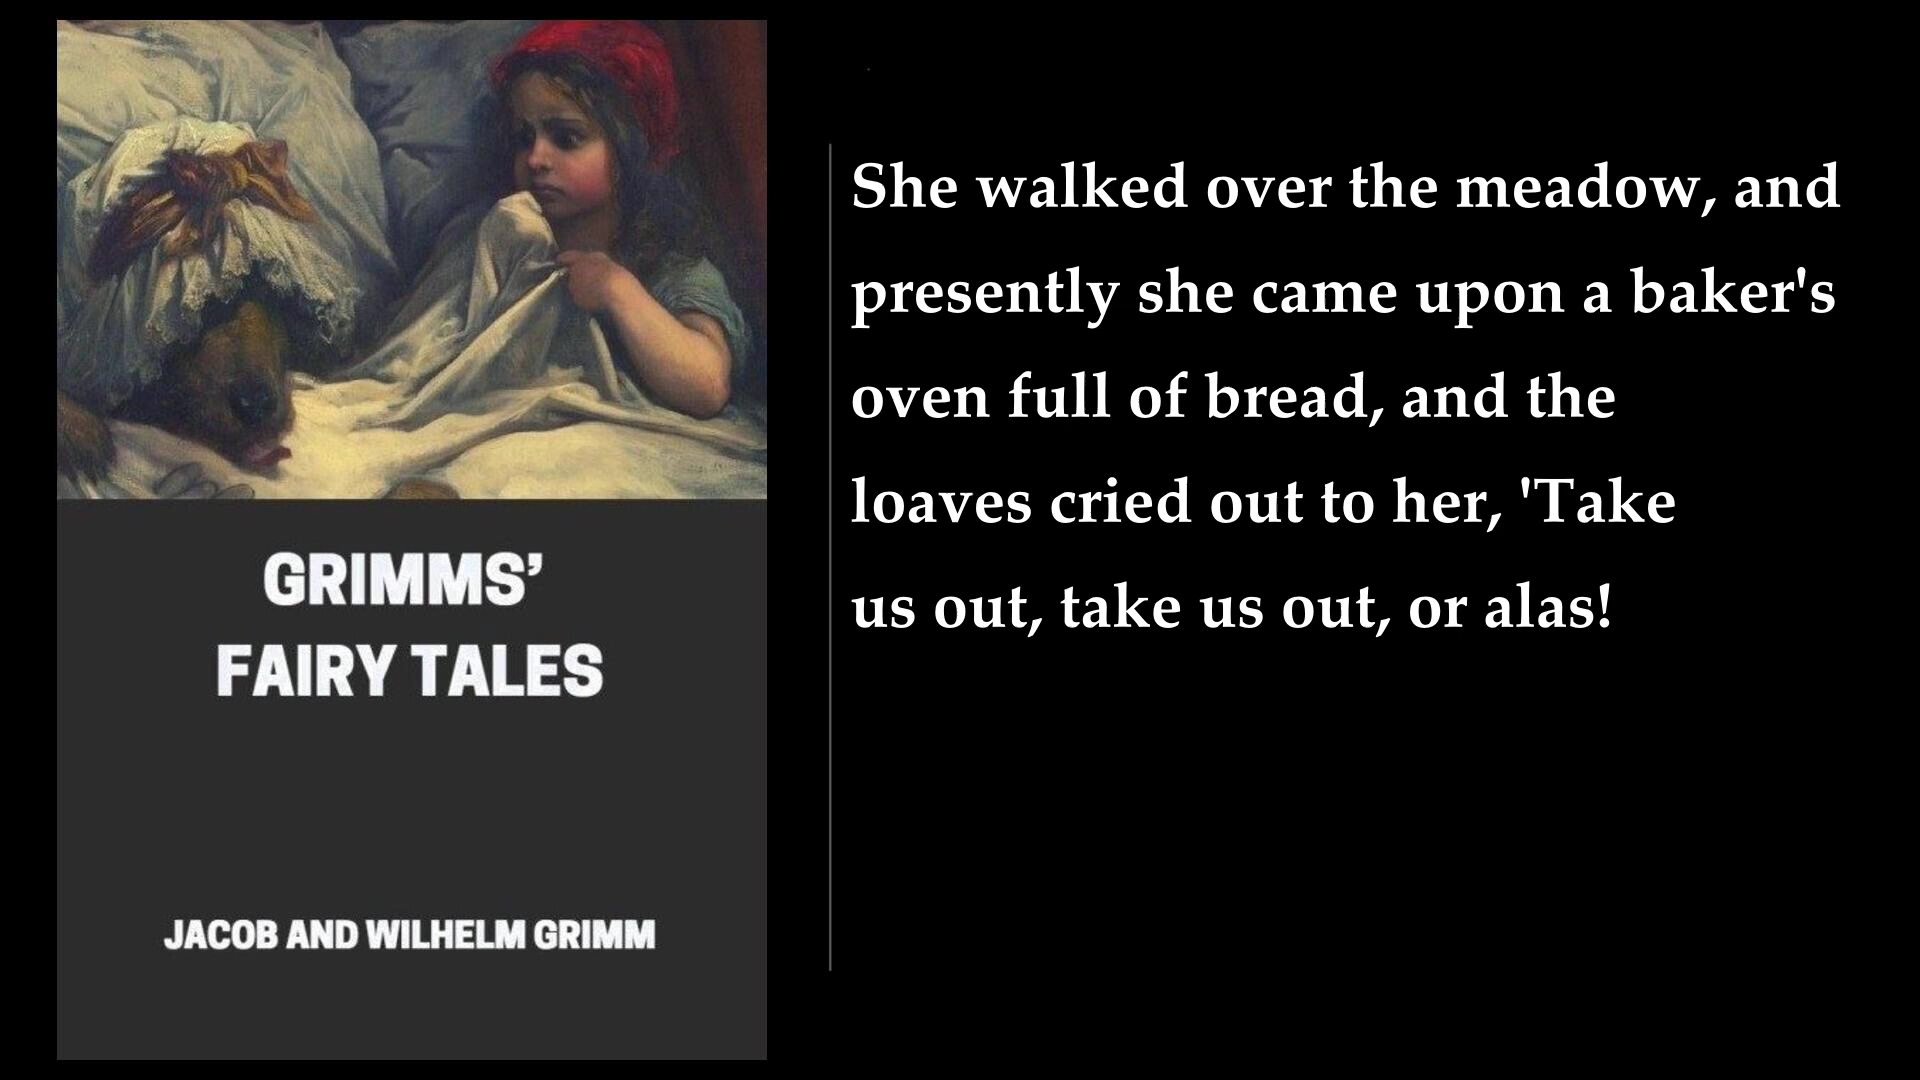 GRIMMS’
FAIRY TALES
JACOB AND WILHELM GRIMM
She walked over the meadow, and
presently she came upon a baker's
oven full of bread, and the
loaves cried out to her, 'Take
us out, take us out, or alas!